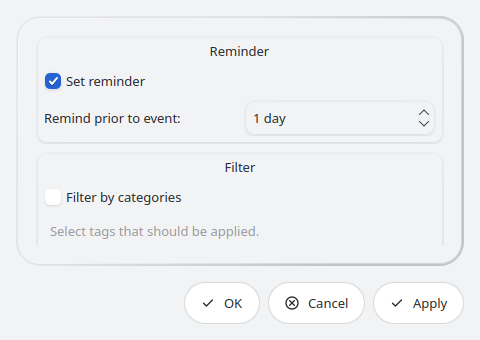 Reminder
Set reminder
Remind prior to event: 1 day
Filter
Filter by categories
Select tags that should be applied.
OK Cancel Apply